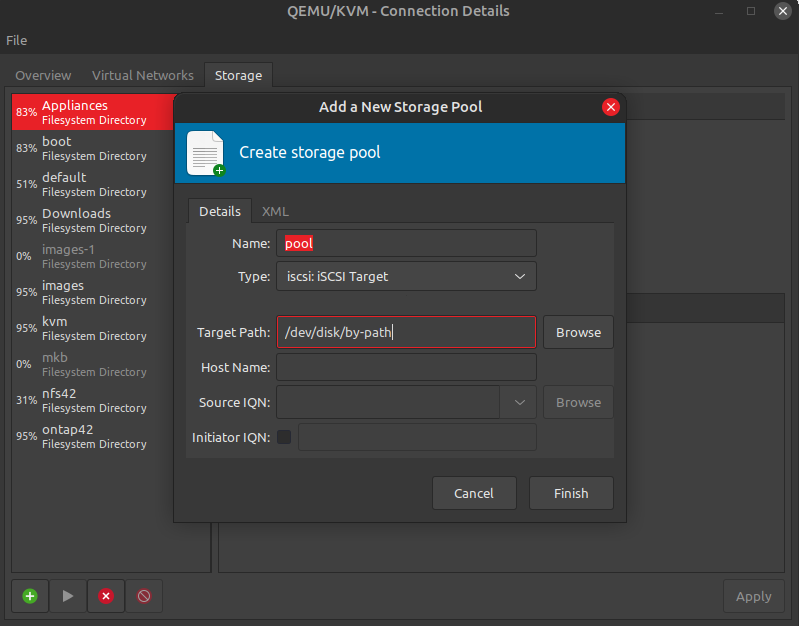 QEMU/KVM - Connection Details
File
Overview Virtual Networks Storage
83% Appliances
Filesystem Directory
83% boot
Filesystem Directory
51% default
Filesystem Directory
95% Downloads
Filesystem Directory
0% images-1
Filesystem Directory
95% images
Filesystem Directory
95% kvm
Filesystem Directory
0% mkb
Filesystem Directory
31% nfs42
Filesystem Directory
95% ontap42
Filesystem Directory
Add a New Storage Pool
Create storage pool
Details XML
Name: pool
Type: iscsi: iSCSI Target
Target Path: /dev/disk/by-path Browse
Host Name:
Source IQN: Browse
Initiator IQN:
Cancel Finish
Apply